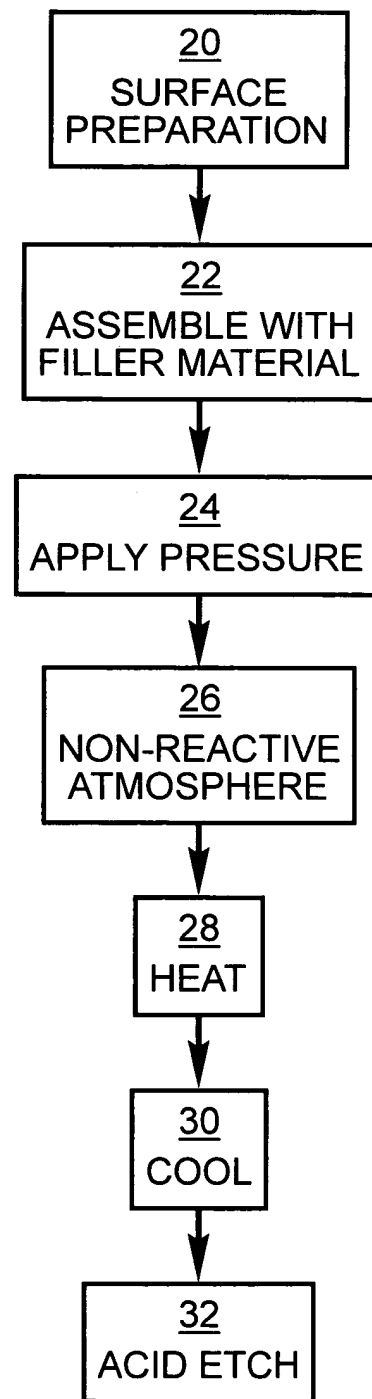 20
SURFACE
PREPARATION
22
ASSEMBLE WITH
FILLER MATERIAL
24
APPLY PRESSURE
26
NON-REACTIVE
ATMOSPHERE
28
HEAT
30
COOL
32
ACID ETCH